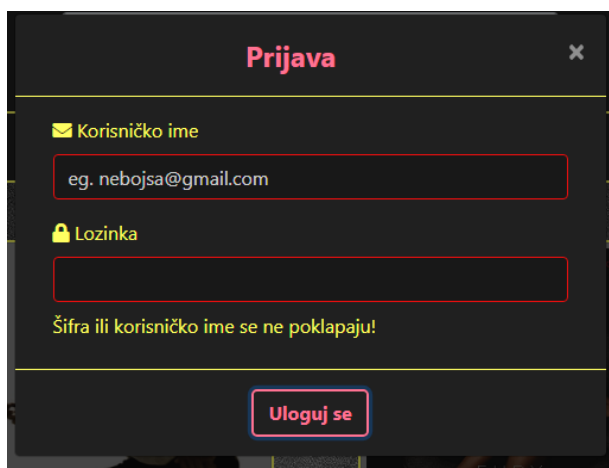 Prijava
×
Korisničko ime
eg. nebojsa@gmail.com
Lozinka
Šifra ili korisničko ime se ne poklapaju!
Uloguj se